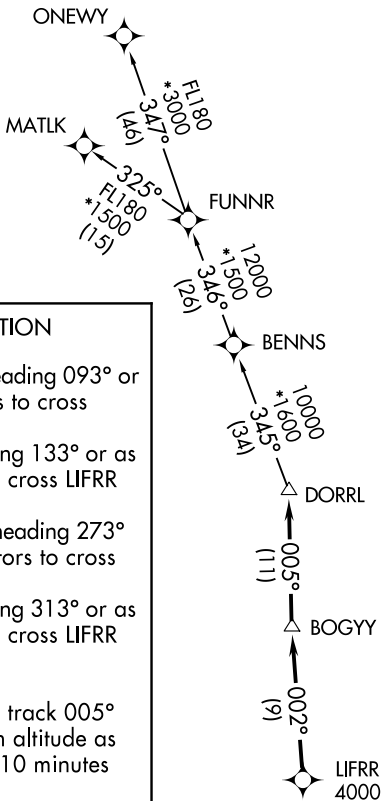 ONEWY
FL180
*3000
347°
(46)
MATLK
325°
FL180
*1500
(15)
FUNNR
12000
*1500
346°
(26)
BENNS
10000
*1600
345°
(34)
DORRL
005°
(11)
BOGYY
002°
(9)
LIFRR
4000
TION
eading 093° or
s to cross
ng 133° or as
cross LIFRR
heading 273°
tors to cross
ng 313° or as
cross LIFRR
track 005°
n altitude as
10 minutes